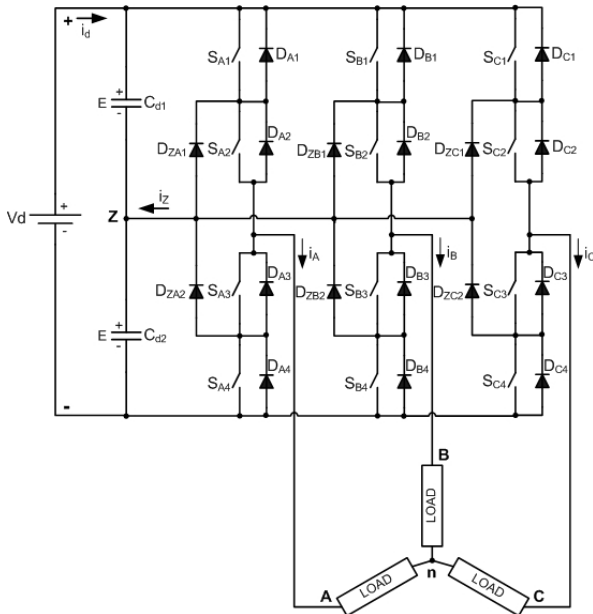 + i_d
S_A1 D_A1 S_B1 D_B1 S_C1 D_C1
+
E C_d1
-
D_ZA1 S_A2 D_A2 D_ZB1 S_B2 D_B2 D_ZC1 S_C2 D_C2
+
Vd
-
Z i_Z
i_A i_B i_C
D_ZA2 S_A3 D_A3 D_ZB2 S_B3 D_B3 D_ZC2 S_C3 D_C3
+
E C_d2
-
S_A4 D_A4 S_B4 D_B4 S_C4 D_C4
-
B
LOAD
n
A LOAD LOAD C